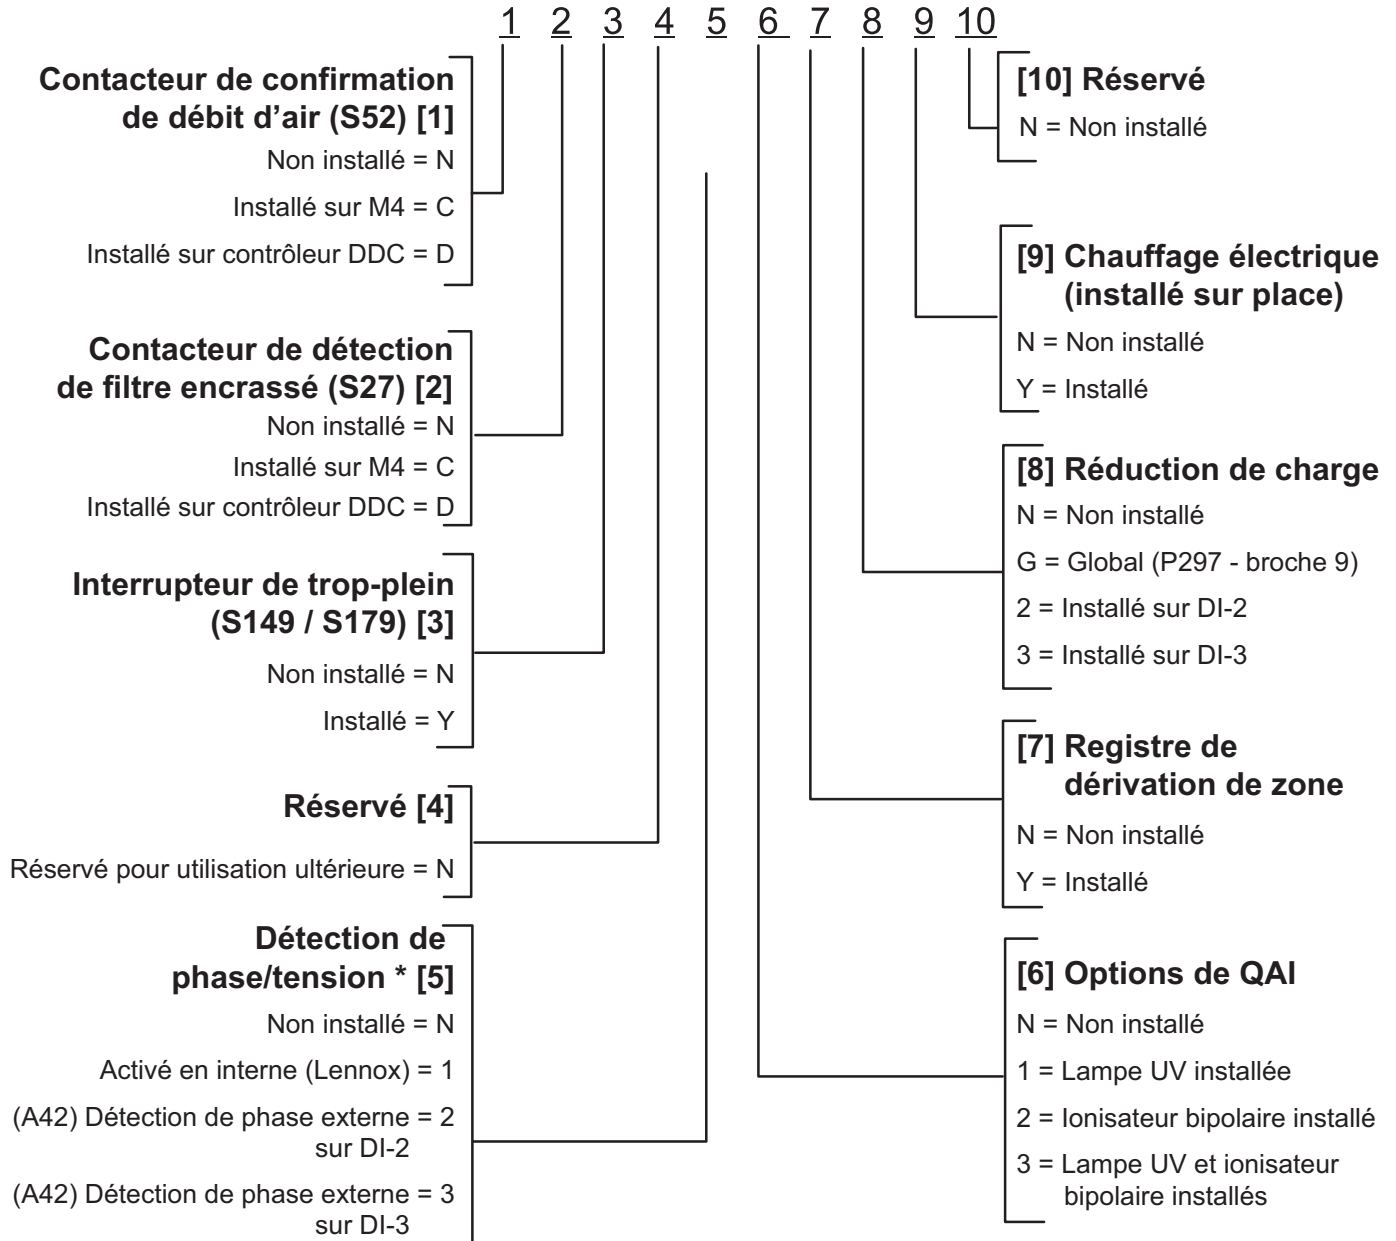 1 2 3 4 5 6 7 8 9 10
Contacteur de confirmation
de débit d’air (S52) [1]
Non installé = N
Installé sur M4 = C
Installé sur contrôleur DDC = D
Contacteur de détection
de filtre encrassé (S27) [2]
Non installé = N
Installé sur M4 = C
Installé sur contrôleur DDC = D
Interrupteur de trop-plein
(S149 / S179) [3]
Non installé = N
Installé = Y
Réservé [4]
Réservé pour utilisation ultérieure = N
Détection de
phase/tension * [5]
Non installé = N
Activé en interne (Lennox) = 1
(A42) Détection de phase externe = 2
sur DI-2
(A42) Détection de phase externe = 3
sur DI-3
[10] Réservé
N = Non installé
[9] Chauffage électrique
(installé sur place)
N = Non installé
Y = Installé
[8] Réduction de charge
N = Non installé
G = Global (P297 - broche 9)
2 = Installé sur DI-2
3 = Installé sur DI-3
[7] Registre de
dérivation de zone
N = Non installé
Y = Installé
[6] Options de QAI
N = Non installé
1 = Lampe UV installée
2 = Ionisateur bipolaire installé
3 = Lampe UV et ionisateur
bipolaire installés